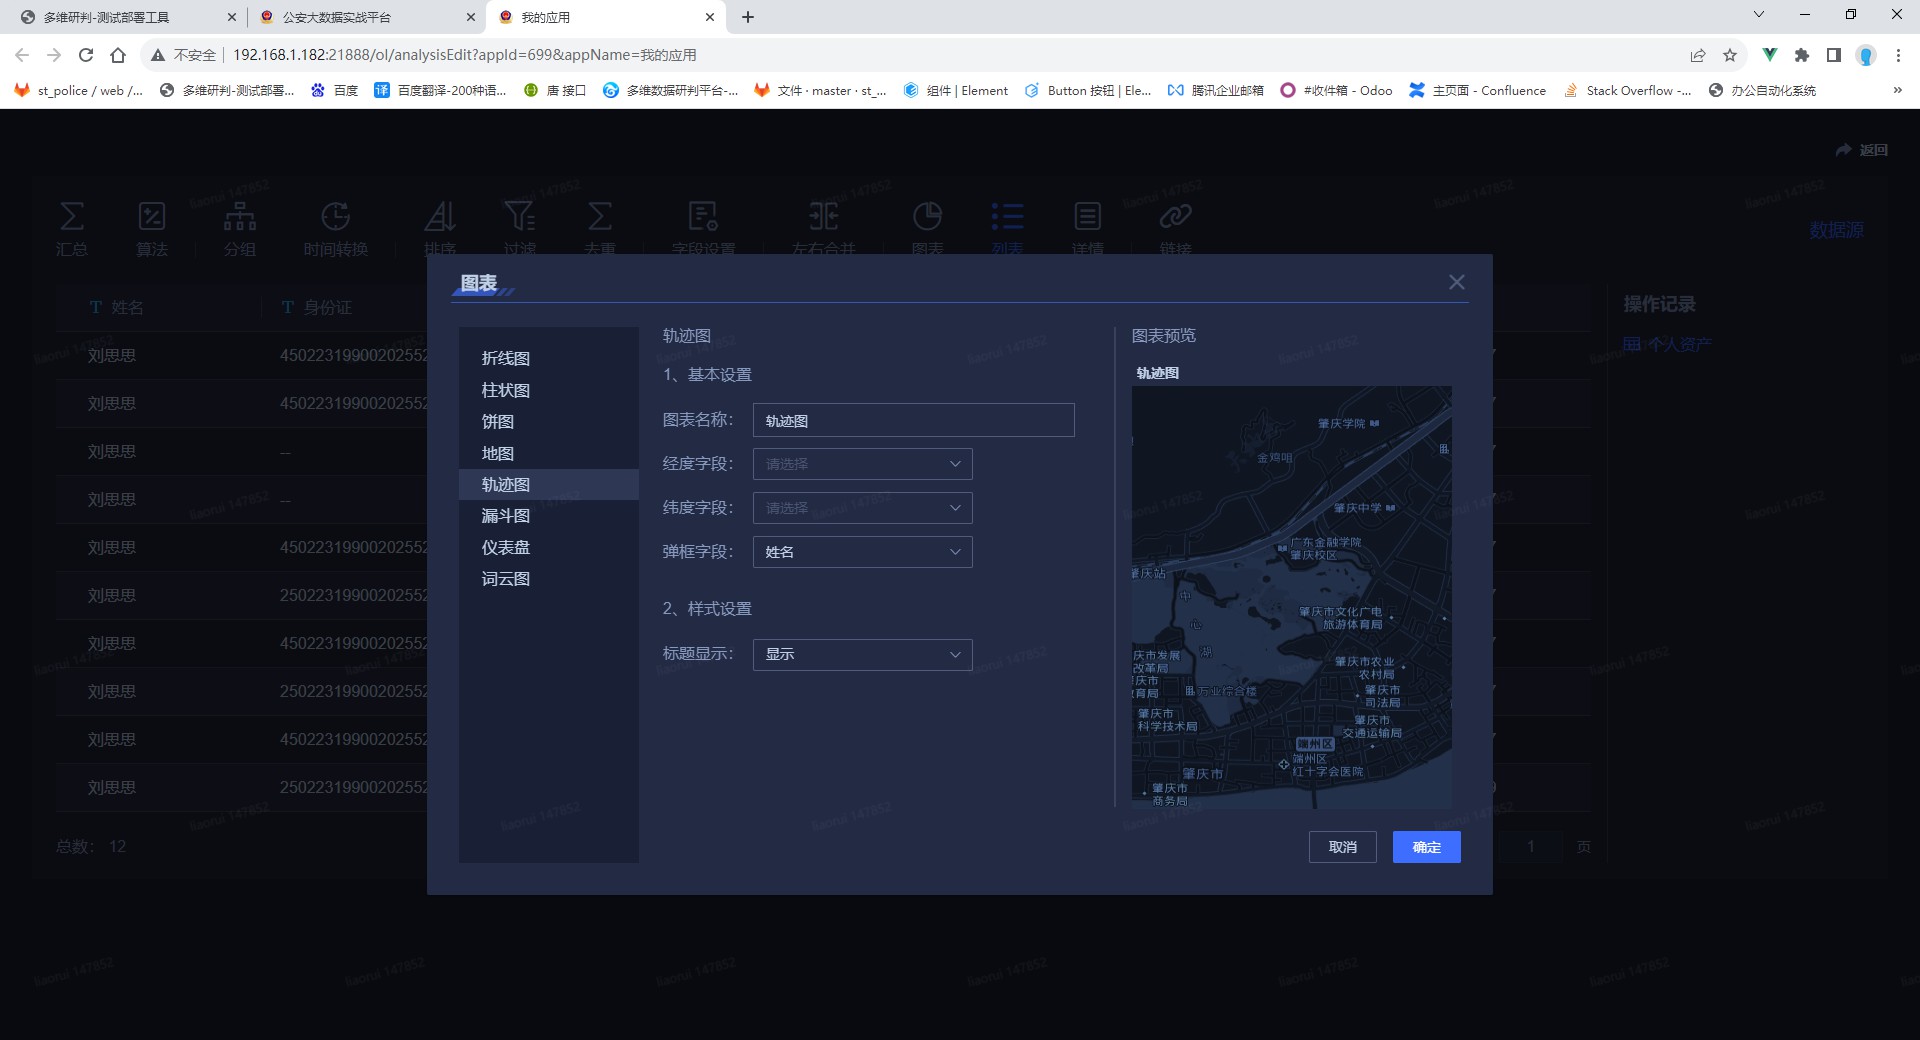 多维研判-测试部署工具
公安大数据实战平台
我的应用
不安全
192.168.1.182:21888/ol/analysisEdit?appId=699&appName=我的应用
st_police / web /...
多维研判-测试部署...
百度
百度翻译-200种语...
唐 接口
多维数据研判平台-...
文件 · master · st_...
组件 | Element
Button 按钮 | Ele...
腾讯企业邮箱
#收件箱 - Odoo
主页面 - Confluence
Stack Overflow -...
办公自动化系统
»
返回
汇总
算法
分组
时间转换
排序
过滤
去重
字段设置
左右合并
图表
列表
详情
链接
数据源
T 姓名
T 身份证
刘思思 45022319900202552
刘思思 45022319900202552
刘思思 --
刘思思 --
刘思思 45022319900202552
刘思思 25022319900202552
刘思思 45022319900202552
刘思思 25022319900202552
刘思思 45022319900202552
刘思思 25022319900202552
总数： 12
1 页
操作记录
个人资产
图表
折线图
柱状图
饼图
地图
轨迹图
漏斗图
仪表盘
词云图
轨迹图
1、基本设置
图表名称： 轨迹图
经度字段： 请选择
纬度字段： 请选择
弹框字段： 姓名
2、样式设置
标题显示： 显示
图表预览
轨迹图
肇庆学院
金鸡咀
肇庆中学
广东金融学院
肇庆校区
肇庆站
中
心
湖
肇庆市文化广电
旅游体育局
庆市发展
改革局
庆市
育局
肇庆市农业
农村局
万业综合楼
肇庆市
司法局
肇庆市
科学技术局
肇庆市
交通运输局
端州区
端州区
红十字会医院
肇庆市
肇庆市
商务局
取消
确定
liaorui 147852